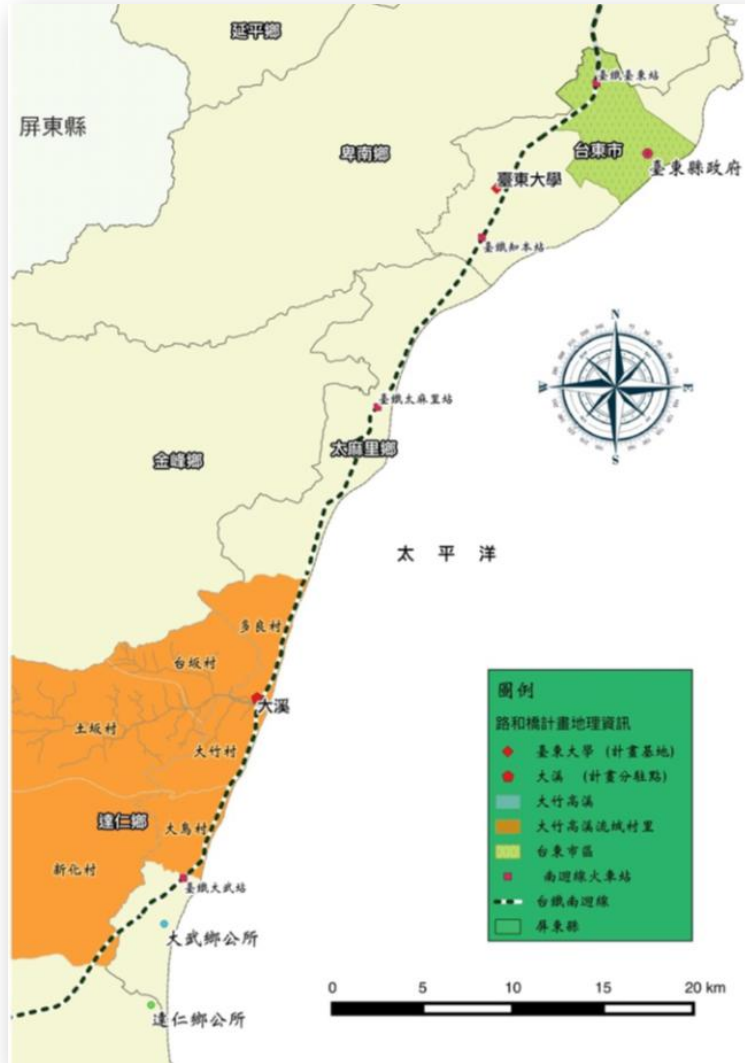 延平鄉
臺鐵臺東站
屏東縣
卑南鄉
台東市
臺東縣政府
臺東大學
臺鐵知本站
N
W
E
S
臺鐵太麻里站
太麻里鄉
金峰鄉
太 平 洋
多良村
台坂村
大溪
土坂村
大竹村
達仁鄉
大鳥村
新化村
臺鐵大武站
大武鄉公所
達仁鄉公所
圖例
路和橋計畫地理資訊
臺東大學 (計畫基地)
大溪 (計畫分駐點)
大竹高溪
大竹高溪流域村里
台東市區
南迴線火車站
台鐵南迴線
屏東縣
0 5 10 15 20 km